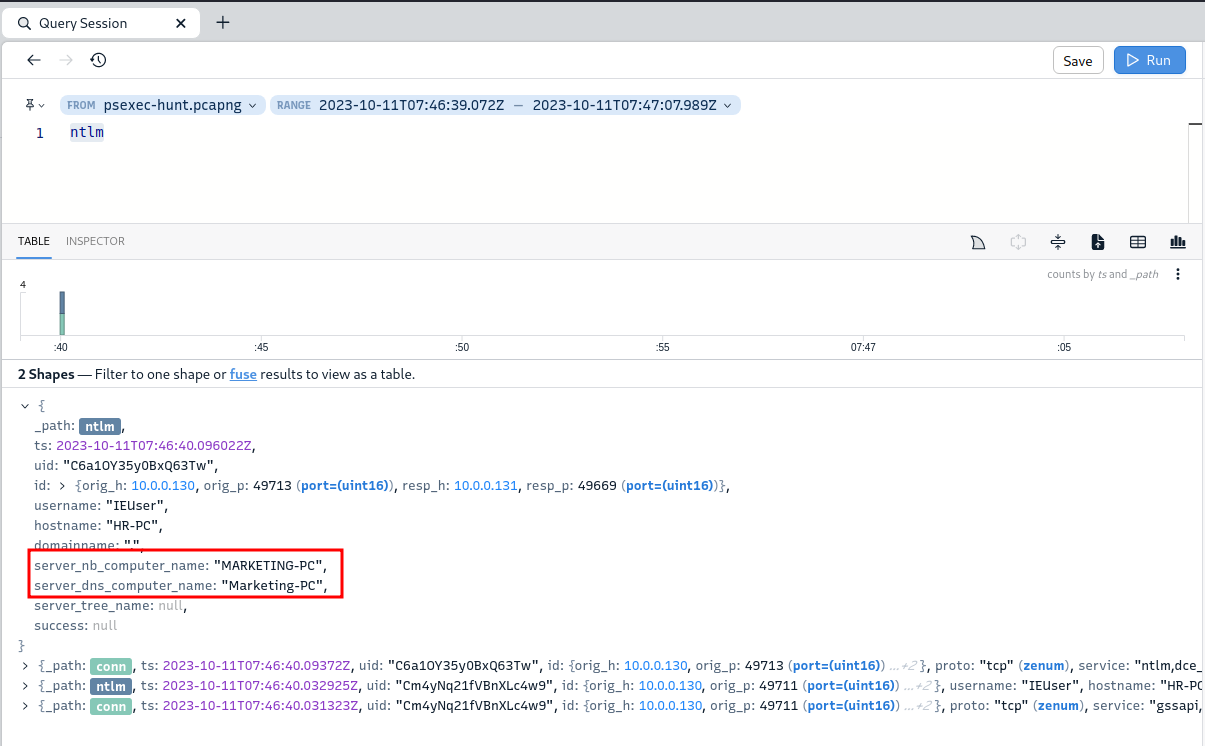 Query Session
Save
Run
FROM psexec-hunt.pcapng RANGE 2023-10-11T07:46:39.072Z – 2023-10-11T07:47:07.989Z
1 ntlm
TABLE INSPECTOR
counts by ts and _path
4
:40 :45 :50 :55 07:47 :05
2 Shapes — Filter to one shape or fuse results to view as a table.
{
_path: ntlm,
ts: 2023-10-11T07:46:40.096022Z,
uid: "C6a1OY35y0BxQ63Tw",
id: {orig_h: 10.0.0.130, orig_p: 49713 (port=(uint16)), resp_h: 10.0.0.131, resp_p: 49669 (port=(uint16))},
username: "IEUser",
hostname: "HR-PC",
domainname: ".",
server_nb_computer_name: "MARKETING-PC",
server_dns_computer_name: "Marketing-PC",
server_tree_name: null,
success: null
}
{_path: conn, ts: 2023-10-11T07:46:40.09372Z, uid: "C6a1OY35y0BxQ63Tw", id: {orig_h: 10.0.0.130, orig_p: 49713 (port=(uint16)) ...+2 }, proto: "tcp" (zenum), service: "ntlm,dce_
{_path: ntlm, ts: 2023-10-11T07:46:40.032925Z, uid: "Cm4yNq21fVBnXLc4w9", id: {orig_h: 10.0.0.130, orig_p: 49711 (port=(uint16)) ...+2 }, username: "IEUser", hostname: "HR-PC
{_path: conn, ts: 2023-10-11T07:46:40.031323Z, uid: "Cm4yNq21fVBnXLc4w9", id: {orig_h: 10.0.0.130, orig_p: 49711 (port=(uint16)) ...+2 }, proto: "tcp" (zenum), service: "gssapi,